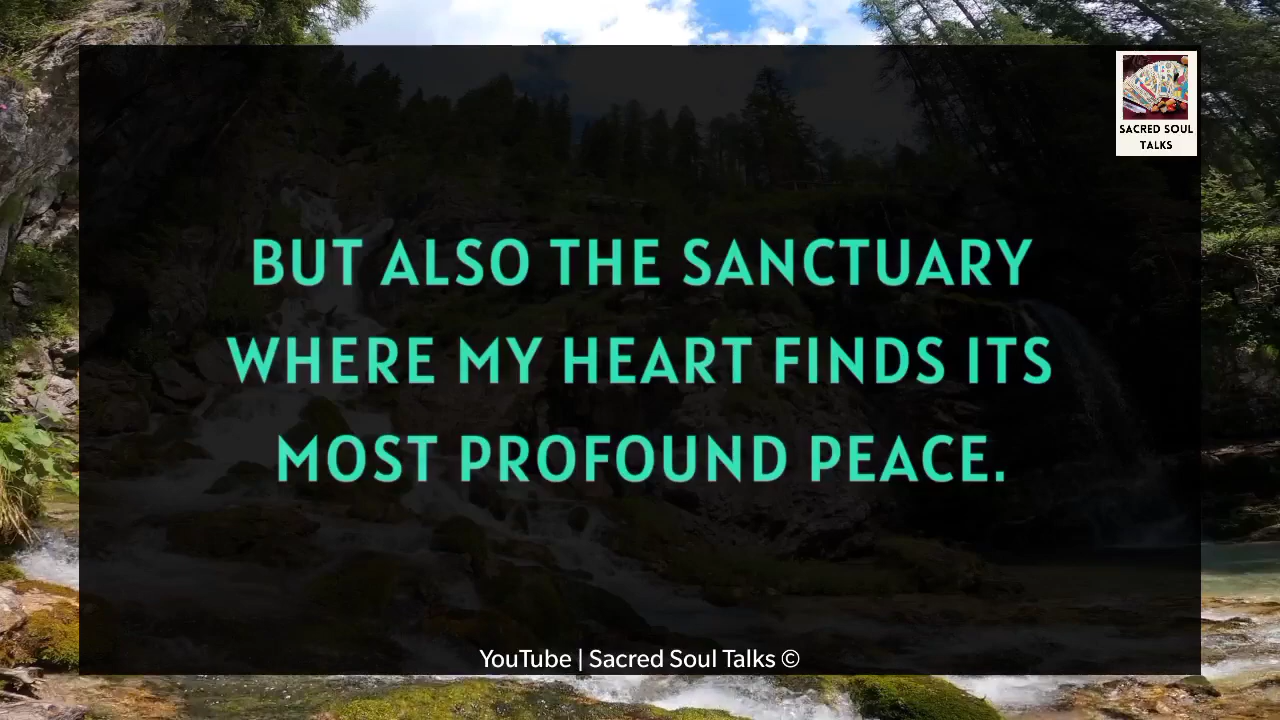 SACRED SOUL
TALKS
BUT ALSO THE SANCTUARY
WHERE MY HEART FINDS ITS
MOST PROFOUND PEACE.
YouTube | Sacred Soul Talks ©